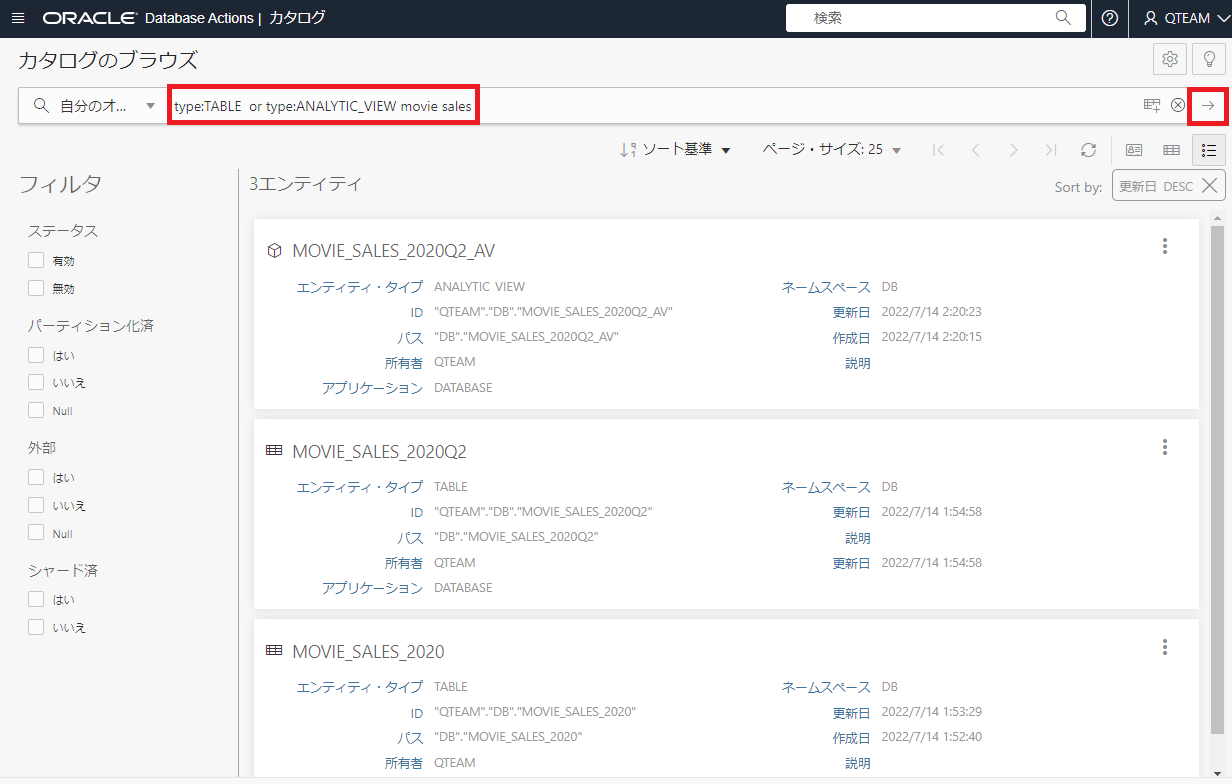 ORACLE Database Actions | カタログ
検索
QTEAM
カタログのブラウズ
自分のオ...
type:TABLE or type:ANALYTIC_VIEW movie sales
ソート基準
ページ・サイズ: 25
フィルタ
3エンティティ
Sort by:
更新日 DESC
ステータス
有効
無効
パーティション化済
はい
いいえ
Null
外部
はい
いいえ
Null
シャード済
はい
いいえ
MOVIE_SALES_2020Q2_AV
エンティティ・タイプ ANALYTIC VIEW
ネームスペース DB
ID "QTEAM"."DB"."MOVIE_SALES_2020Q2_AV"
更新日 2022/7/14 2:20:23
パス "DB"."MOVIE_SALES_2020Q2_AV"
作成日 2022/7/14 2:20:15
所有者 QTEAM
説明
アプリケーション DATABASE
MOVIE_SALES_2020Q2
エンティティ・タイプ TABLE
ネームスペース DB
ID "QTEAM"."DB"."MOVIE_SALES_2020Q2"
更新日 2022/7/14 1:54:58
パス "DB"."MOVIE_SALES_2020Q2"
説明
所有者 QTEAM
更新日 2022/7/14 1:54:58
アプリケーション DATABASE
MOVIE_SALES_2020
エンティティ・タイプ TABLE
ネームスペース DB
ID "QTEAM"."DB"."MOVIE_SALES_2020"
更新日 2022/7/14 1:53:29
パス "DB"."MOVIE_SALES_2020"
作成日 2022/7/14 1:52:40
所有者 QTEAM
説明